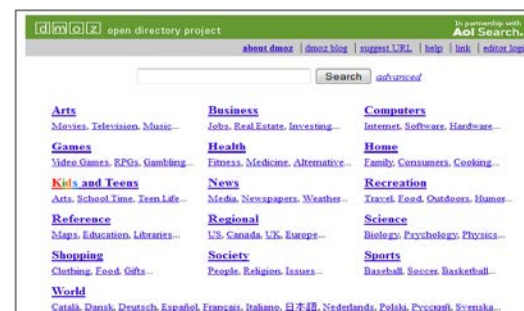 dmoz open directory project
In partnership with
Aol Search.
about dmoz | dmoz blog | suggest URL | help | link | editor logi
Search advanced
Arts Business Computers
Movies, Television, Music... Jobs, Real Estate, Investing... Internet, Software, Hardware...
Games Health Home
Video Games, RPGs, Gambling... Fitness, Medicine, Alternative... Family, Consumers, Cooking...
Kids and Teens News Recreation
Arts, School Time, Teen Life... Media, Newspapers, Weather... Travel, Food, Outdoors, Humor...
Reference Regional Science
Maps, Education, Libraries... US, Canada, UK, Europe... Biology, Psychology, Physics...
Shopping Society Sports
Clothing, Food, Gifts... People, Religion, Issues... Baseball, Soccer, Basketball...
World
Català, Dansk, Deutsch, Español, Français, Italiano, 日本語, Nederlands, Polski, Русский, Svenska...